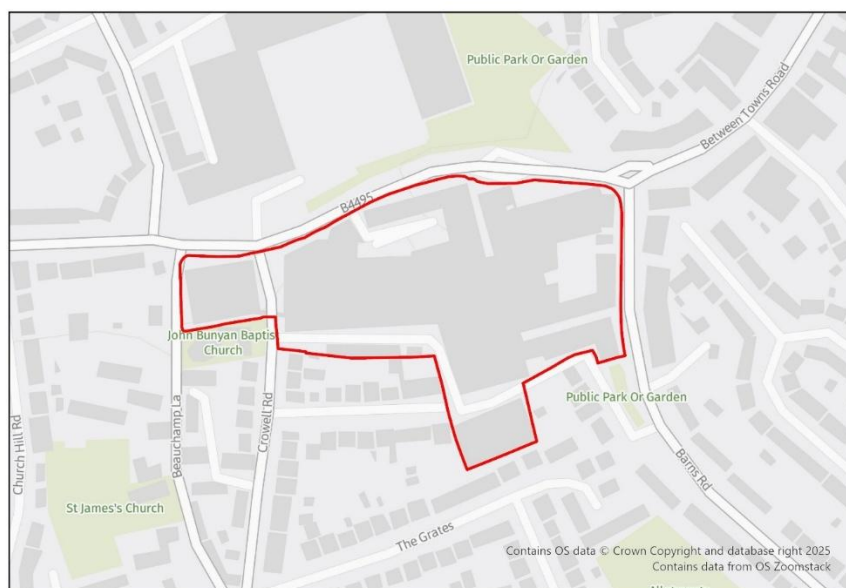 Public Park Or Garden
Between Towns Road
B4495
John Bunyan Baptis
Church
Public Park Or Garden
Church Hill Rd
Beauchamp La
Crowell Rd
Barns Rd
St James's Church
The Grates
Contains OS data © Crown Copyright and database right 2025
Contains data from OS Zoomstack